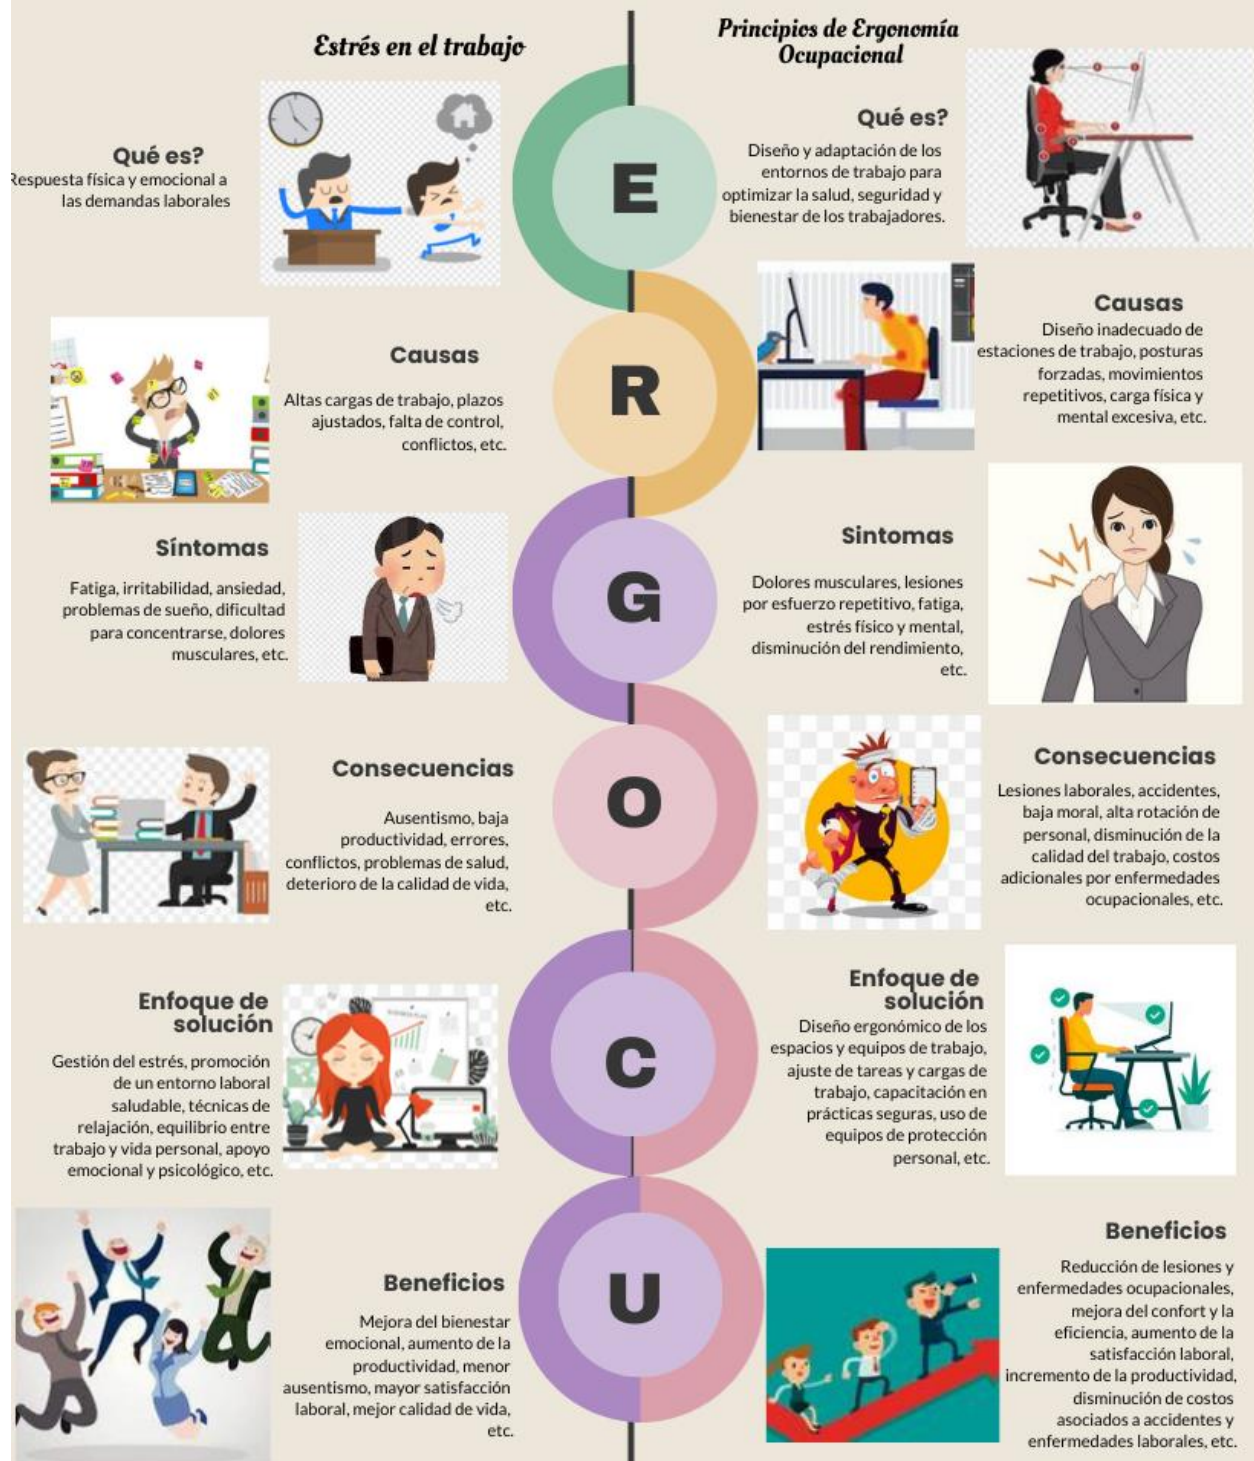 Estrés en el trabajo
Principios de Ergonomía
Ocupacional
Qué es?
Respuesta física y emocional a
las demandas laborales
E
Qué es?
Diseño y adaptación de los
entornos de trabajo para
optimizar la salud, seguridad y
bienestar de los trabajadores.
Causas
Altas cargas de trabajo, plazos
ajustados, falta de control,
conflictos, etc.
R
Causas
Diseño inadecuado de
estaciones de trabajo, posturas
forzadas, movimientos
repetitivos, carga física y
mental excesiva, etc.
Síntomas
Fatiga, irritabilidad, ansiedad,
problemas de sueño, dificultad
para concentrarse, dolores
musculares, etc.
G
Sintomas
Dolores musculares, lesiones
por esfuerzo repetitivo, fatiga,
estrés físico y mental,
disminución del rendimiento,
etc.
Consecuencias
Ausentismo, baja
productividad, errores,
conflictos, problemas de salud,
deterioro de la calidad de vida,
etc.
O
Consecuencias
Lesiones laborales, accidentes,
baja moral, alta rotación de
personal, disminución de la
calidad del trabajo, costos
adicionales por enfermedades
ocupacionales, etc.
Enfoque de
solución
Gestión del estrés, promoción
de un entorno laboral
saludable, técnicas de
relajación, equilibrio entre
trabajo y vida personal, apoyo
emocional y psicológico, etc.
C
Enfoque de
solución
Diseño ergonómico de los
espacios y equipos de trabajo,
ajuste de tareas y cargas de
trabajo, capacitación en
prácticas seguras, uso de
equipos de protección
personal, etc.
Beneficios
Mejora del bienestar
emocional, aumento de la
productividad, menor
ausentismo, mayor satisfacción
laboral, mejor calidad de vida,
etc.
U
Beneficios
Reducción de lesiones y
enfermedades ocupacionales,
mejora del confort y la
eficiencia, aumento de la
satisfacción laboral,
incremento de la productividad,
disminución de costos
asociados a accidentes y
enfermedades laborales, etc.